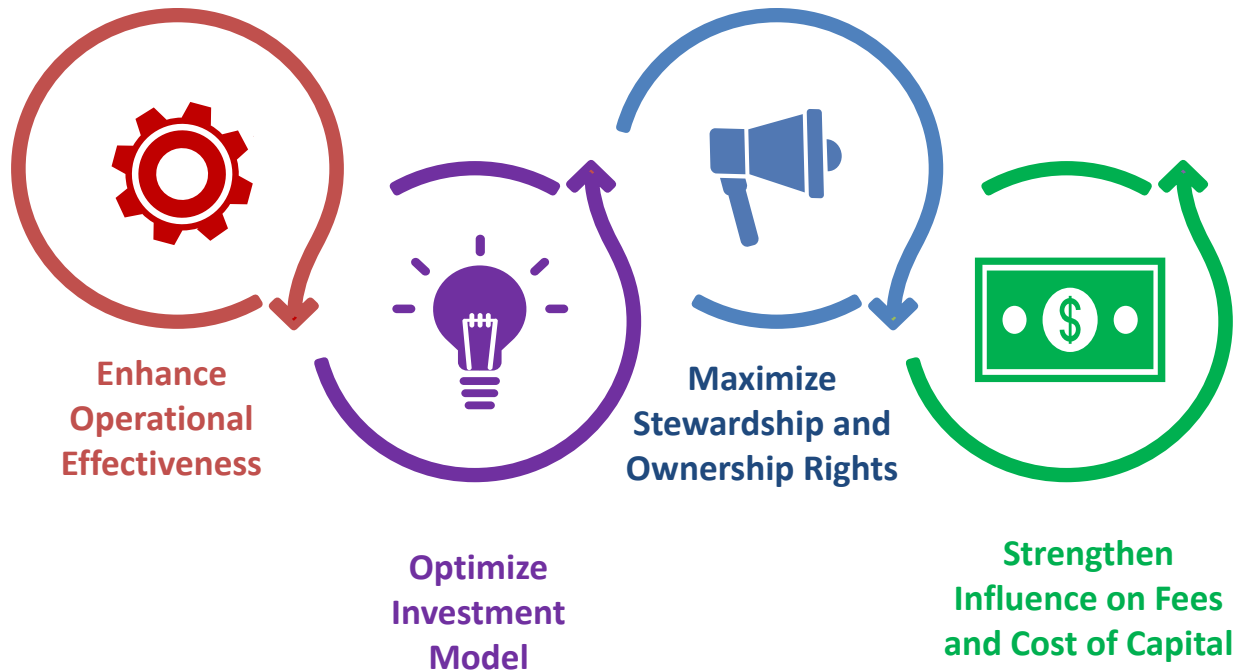 $
Enhance
Operational
Effectiveness
Optimize
Investment
Model
Maximize
Stewardship and
Ownership Rights
Strengthen
Influence on Fees
and Cost of Capital